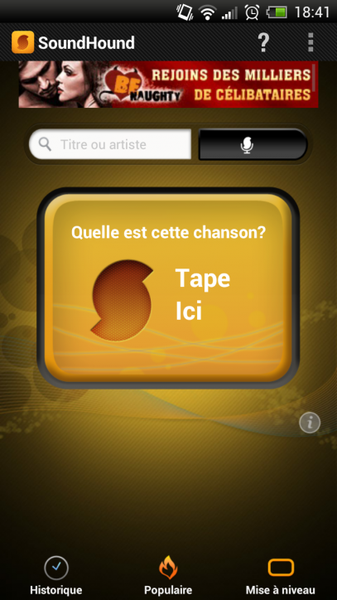 18:41
SoundHound
?
REJOINS DES MILLIERS
BE NAUGHTY
DE CÉLIBATAIRES
Titre ou artiste
Quelle est cette chanson?
Tape
Ici
i
Historique
Populaire
Mise à niveau